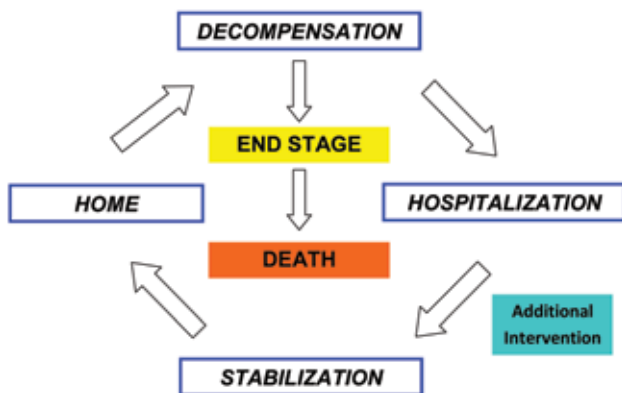 DECOMPENSATION
END STAGE
HOME
HOSPITALIZATION
DEATH
Additional
Intervention
STABILIZATION